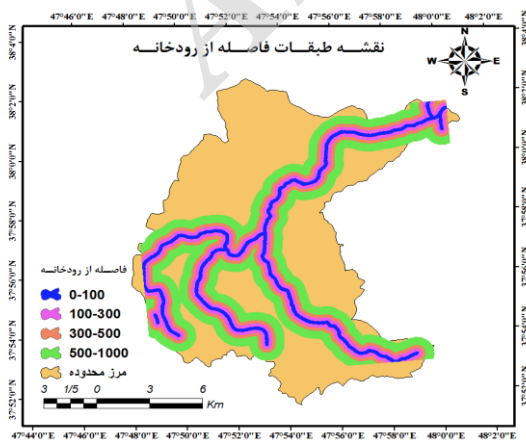 47°46'0"E 47°48'0"E 47°50'0"E 47°52'0"E 47°54'0"E 47°56'0"E 47°58'0"E 48°0'0"E 48°2'0"E
نقشه طبقات فاصله از رودخانه
N
W E
S
38°4'0"N
38°2'0"N
38°0'0"N
37°58'0"N
37°56'0"N
37°54'0"N
37°52'0"N
فاصله از رودخانه
0-100
100-300
300-500
500-1000
مرز محدوده
3 1/5 0 3 6
Km
47°44'0"E 47°46'0"E 47°48'0"E 47°50'0"E 47°52'0"E 47°54'0"E 47°56'0"E 47°58'0"E 48°0'0"E 48°2'0"E